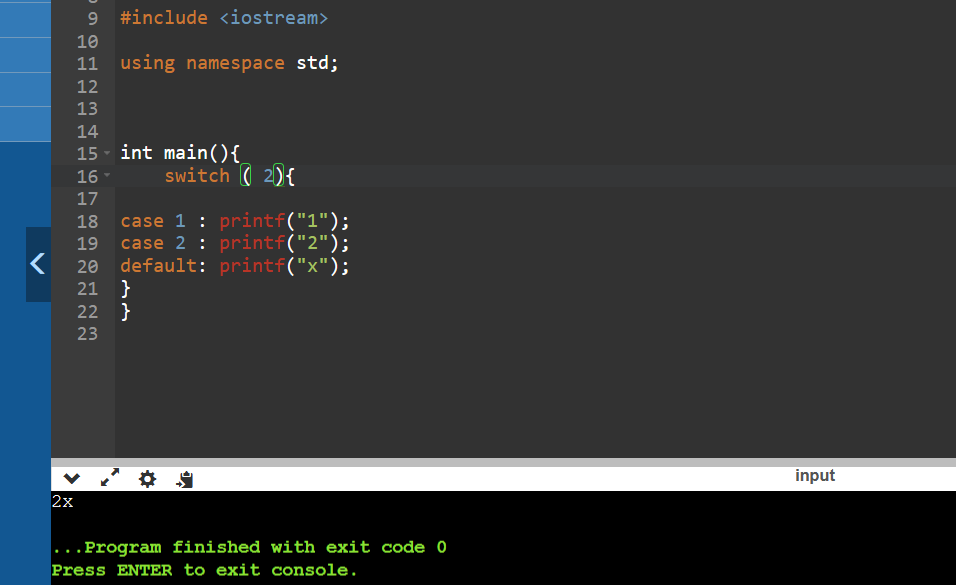 9 #include <iostream>
10
11 using namespace std;
12
13
14
15 int main(){
16 switch ( 2){
17
18 case 1 : printf("1");
19 case 2 : printf("2");
20 default: printf("x");
21 }
22 }
23
input
2x
...Program finished with exit code 0
Press ENTER to exit console.